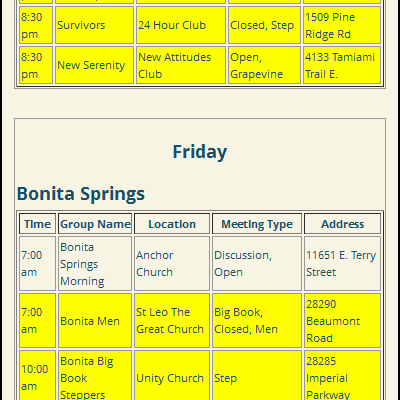 8:30 pm Survivors 24 Hour Club Closed, Step 1509 Pine Ridge Rd
8:30 pm New Serenity New Attitudes Club Open, Grapevine 4133 Tamiami Trail E.
Friday
Bonita Springs
Time Group Name Location Meeting Type Address
7:00 am Bonita Springs Morning Anchor Church Discussion, Open 11651 E. Terry Street
7:00 am Bonita Men St Leo The Great Church Big Book, Closed, Men 28290 Beaumont Road
10:00 am Bonita Big Book Steppers Unity Church Step 28285 Imperial Parkway